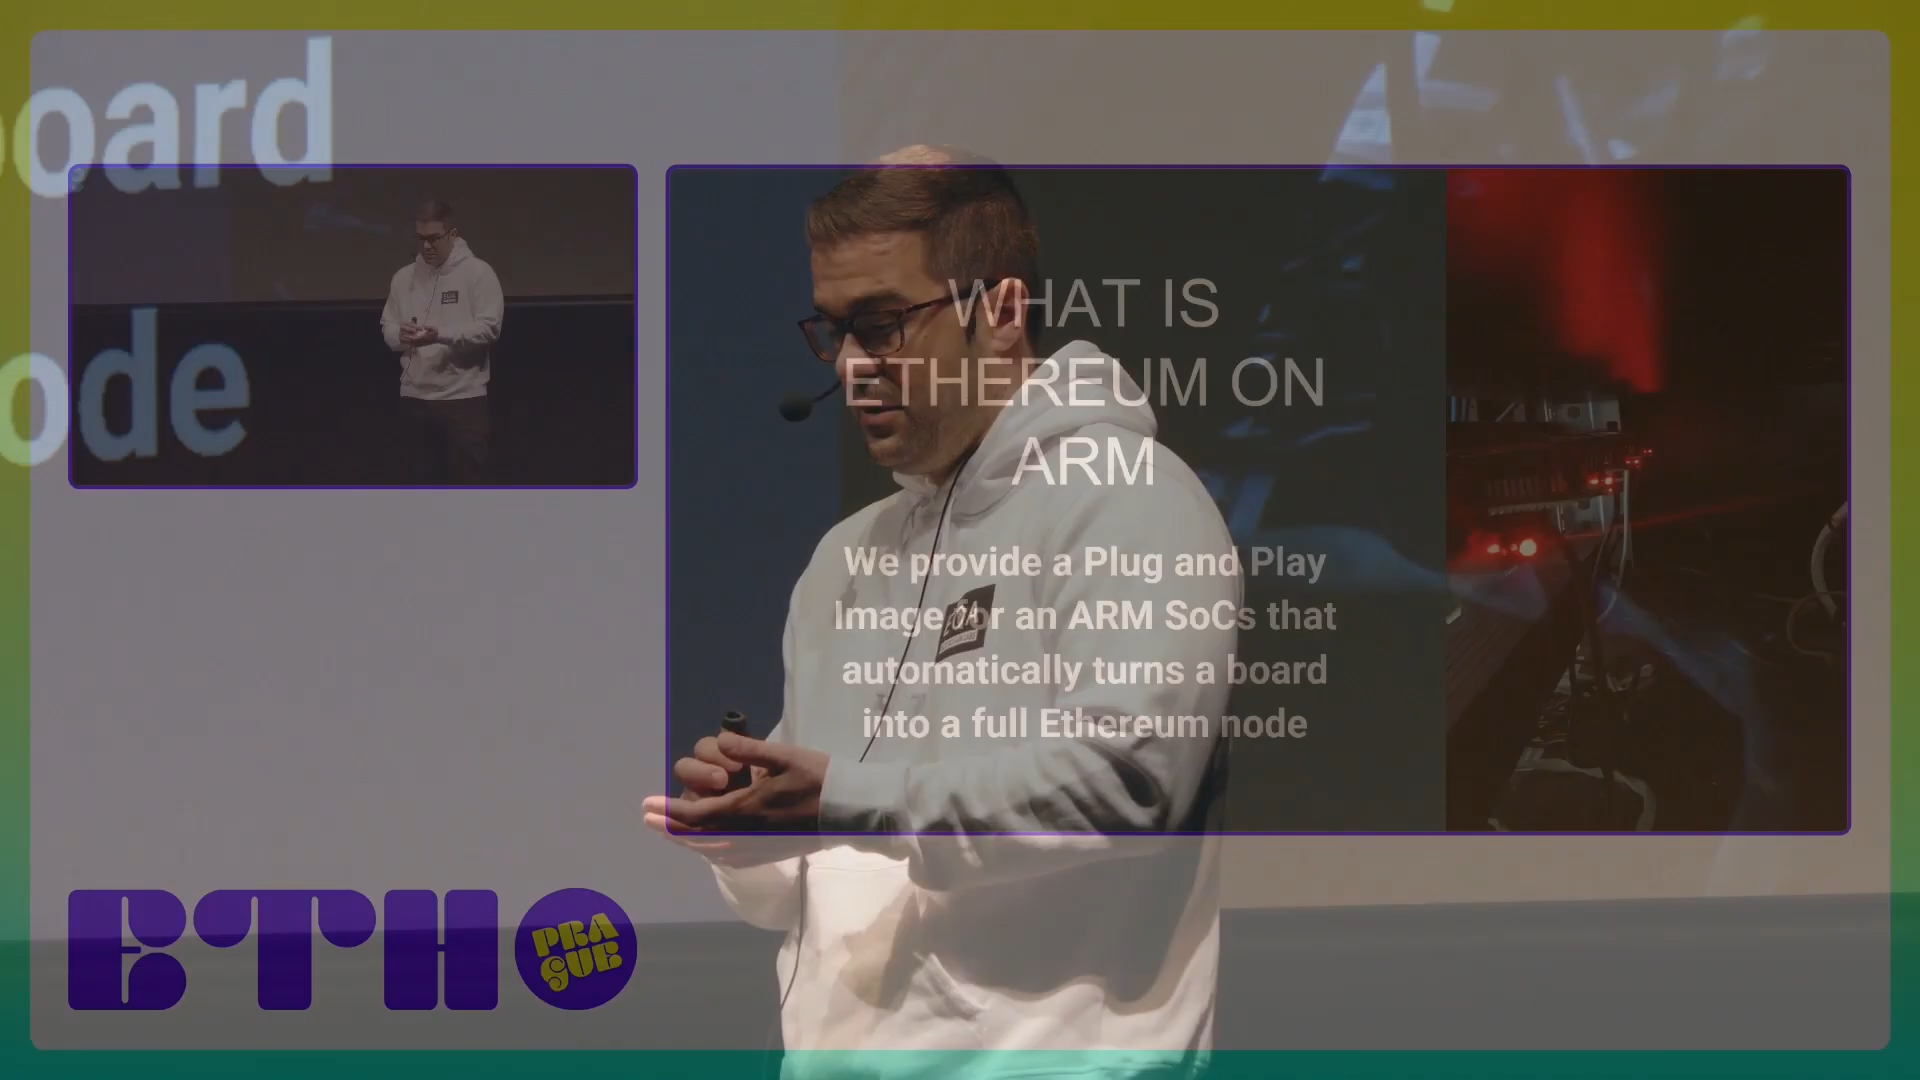 oard
ode
WHAT IS
ETHEREUM ON
ARM
We provide a Plug and Play
Image for an ARM SoCs that
automatically turns a board
into a full Ethereum node
EOA
ETH
PRA
GUE